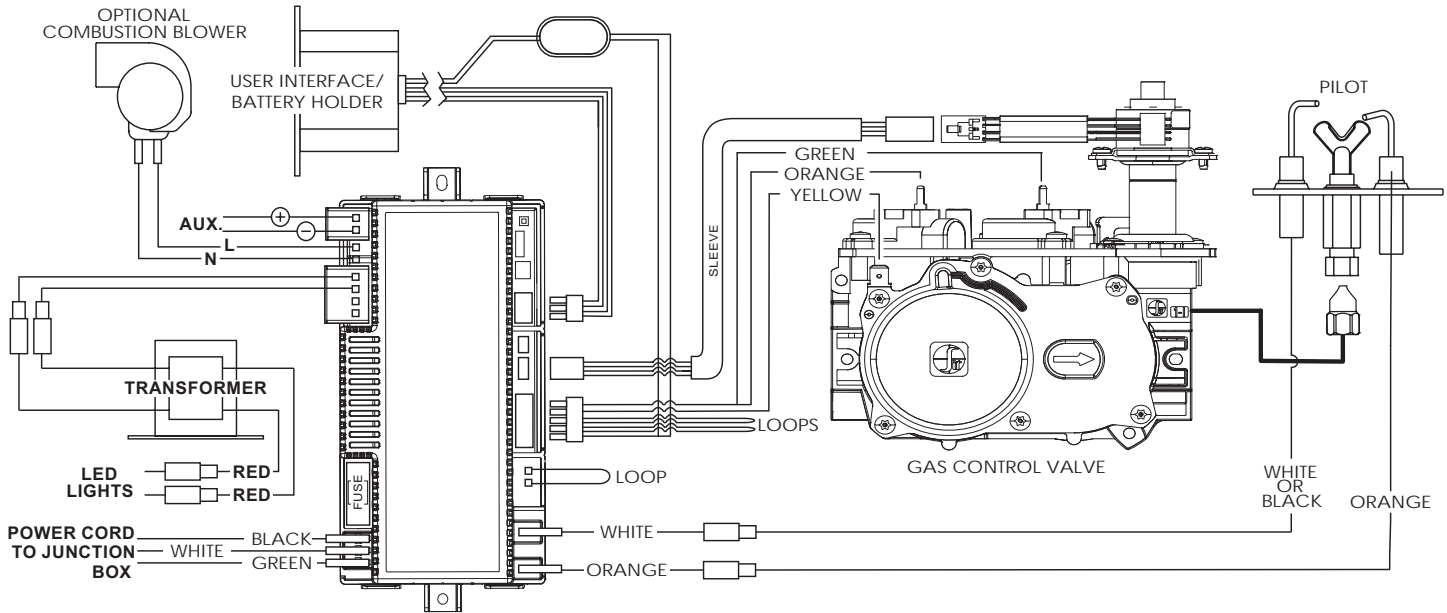 OPTIONAL
COMBUSTION BLOWER
USER INTERFACE/
BATTERY HOLDER
PILOT
GREEN
ORANGE
YELLOW
AUX.
+
−
L
N
SLEEVE
TRANSFORMER
LOOPS
GAS CONTROL VALVE
LED
LIGHTS
RED
RED
FUSE
LOOP
WHITE
OR
BLACK
ORANGE
POWER CORD
TO JUNCTION
BOX
BLACK
WHITE
GREEN
WHITE
ORANGE